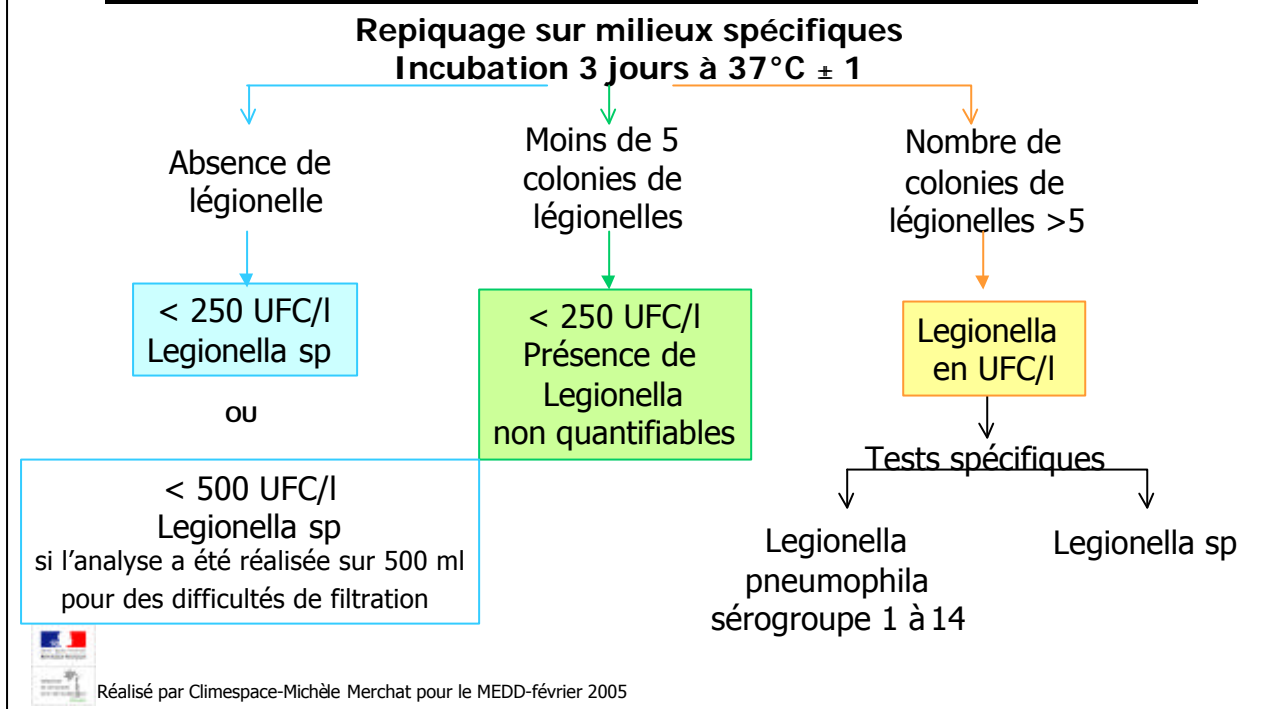 Repiquage sur milieux spécifiques
Incubation 3 jours à 37°C ± 1
Absence de
légionelle
< 250 UFC/l
Legionella sp
OU
< 500 UFC/l
Legionella sp
si l'analyse a été réalisée sur 500 ml
pour des difficultés de filtration
Moins de 5
colonies de
légionelles
< 250 UFC/l
Présence de
Legionella
non quantifiables
Nombre de
colonies de
légionelles >5
Legionella
en UFC/l
Tests spécifiques
Legionella
pneumophila
sérogroupe 1 à 14
Legionella sp
Réalisé par Climespace-Michèle Merchat pour le MEDD-février 2005